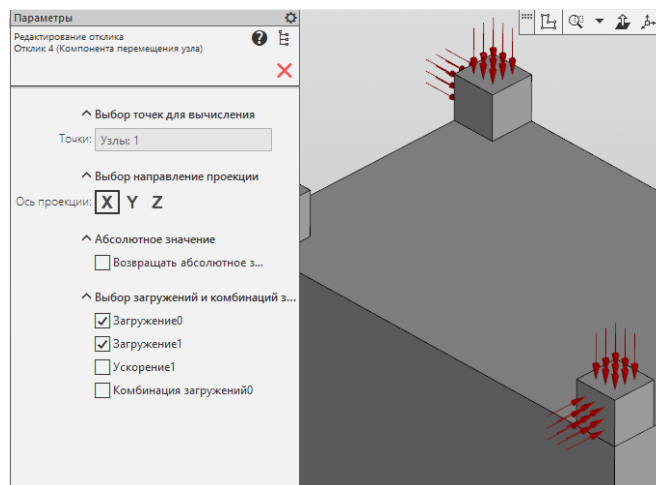 Параметры
Редактирование отклика
Отклик 4 (Компонента перемещения узла)
Выбор точек для вычисления
Точки: Узлы: 1
Выбор направление проекции
Ось проекции: X Y Z
Абсолютное значение
Возвращать абсолютное з...
Выбор загружений и комбинаций з...
Загружение0
Загружение1
Ускорение1
Комбинация загружений0